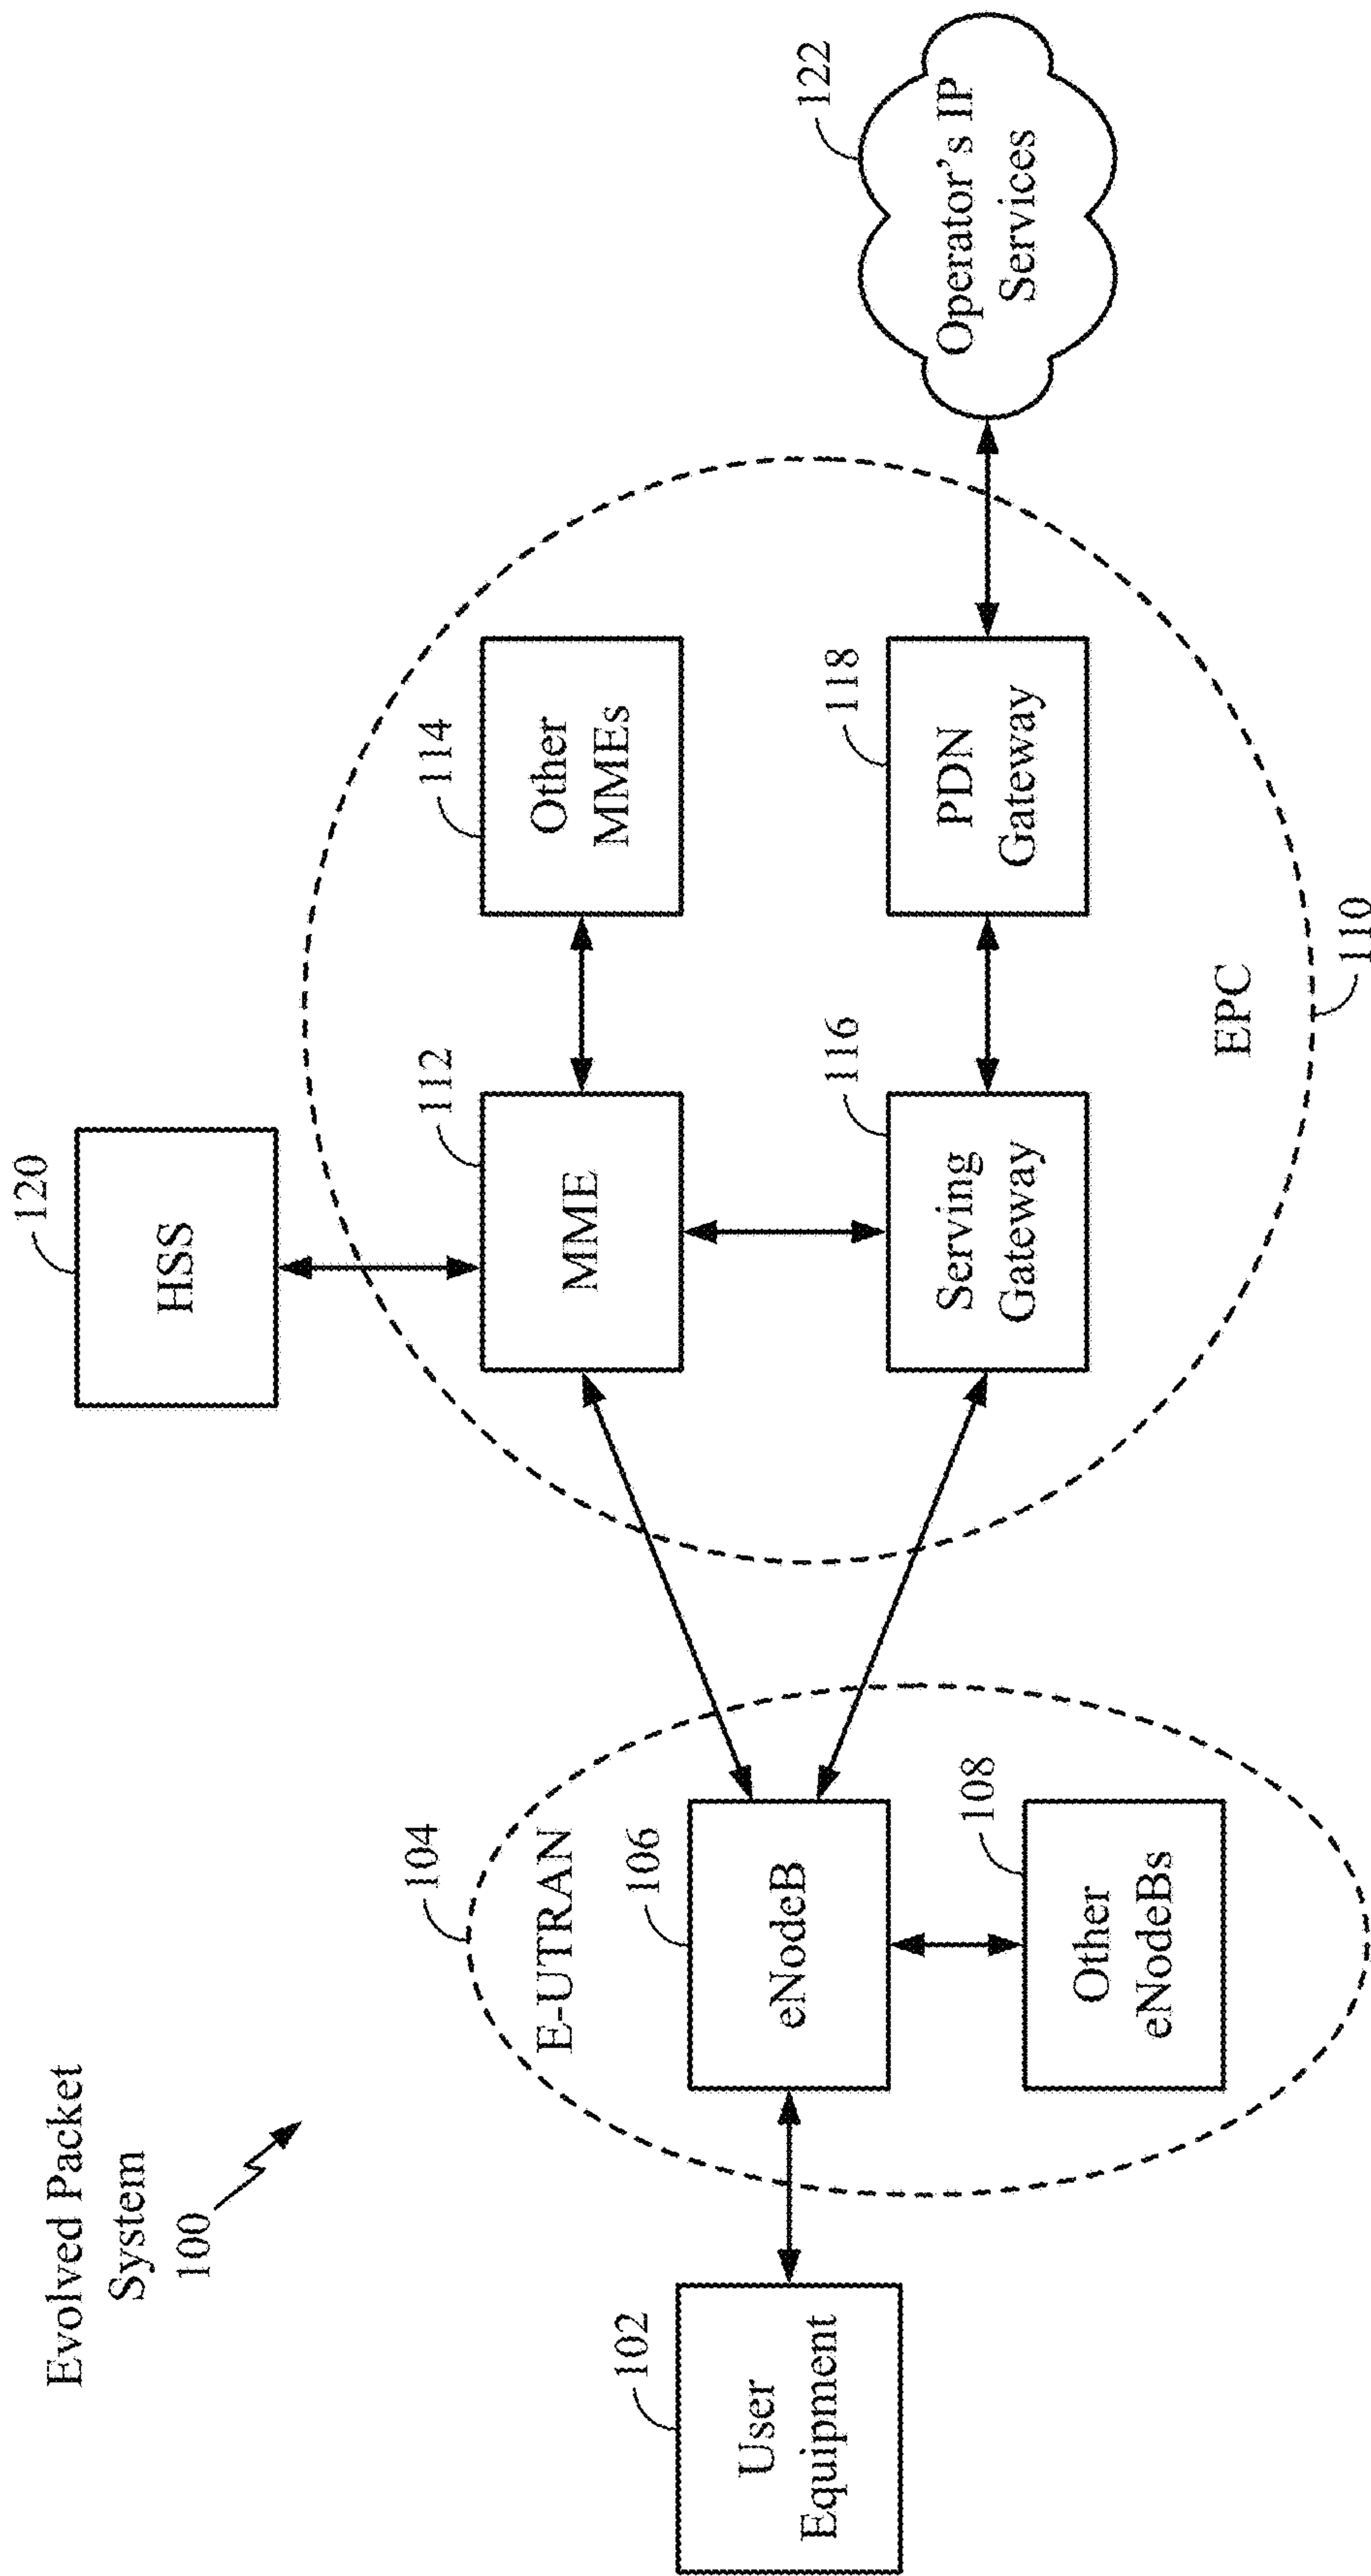 Evolved Packet
System
100
102
User
Equipment
104
E-UTRAN
106
eNodeB
108
Other
eNodeBs
120
HSS
112
MME
114
Other
MMEs
116
Serving
Gateway
118
PDN
Gateway
EPC
110
122
Operator's IP
Services